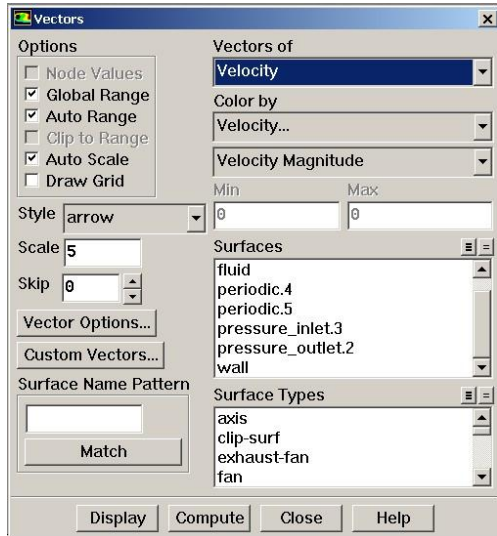 Vectors
Options
Node Values
Global Range
Auto Range
Clip to Range
Auto Scale
Draw Grid
Style arrow
Scale 5
Skip 0
Vector Options...
Custom Vectors...
Surface Name Pattern
Match
Vectors of
Velocity
Color by
Velocity...
Velocity Magnitude
Min Max
0 0
Surfaces
fluid
periodic.4
periodic.5
pressure_inlet.3
pressure_outlet.2
wall
Surface Types
axis
clip-surf
exhaust-fan
fan
Display Compute Close Help